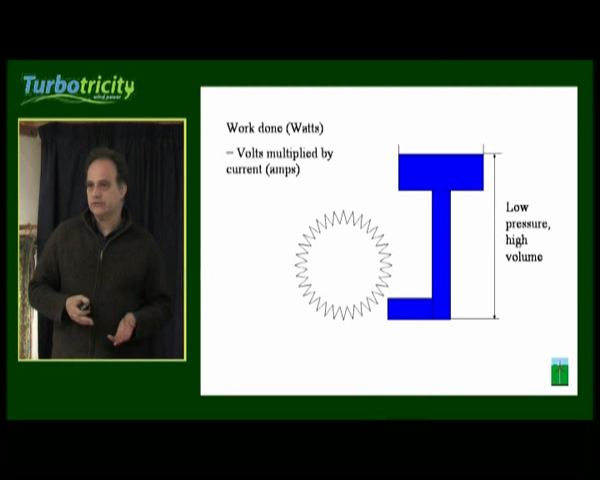 Turbotricity
wind power
Work done (Watts)
– Volts multiplied by
current (amps)
Low
pressure,
high
volume